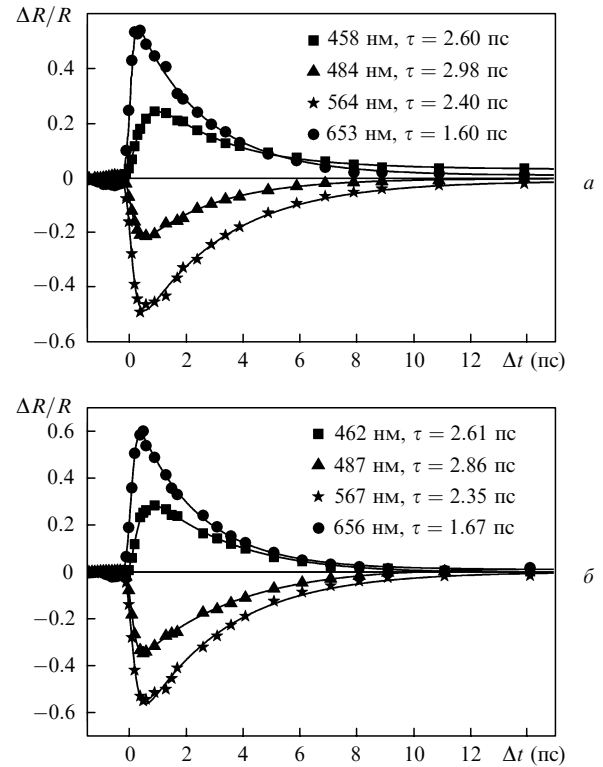 ΔR/R
458 нм, τ = 2.60 пс
484 нм, τ = 2.98 пс
564 нм, τ = 2.40 пс
653 нм, τ = 1.60 пс
0.4
0.2
0
−0.2
−0.4
−0.6
0 2 4 6 8 10 12 Δt (пс)
а
ΔR/R
462 нм, τ = 2.61 пс
487 нм, τ = 2.86 пс
567 нм, τ = 2.35 пс
656 нм, τ = 1.67 пс
0.6
0.4
0.2
0
−0.2
−0.4
−0.6
0 2 4 6 8 10 12 Δt (пс)
б